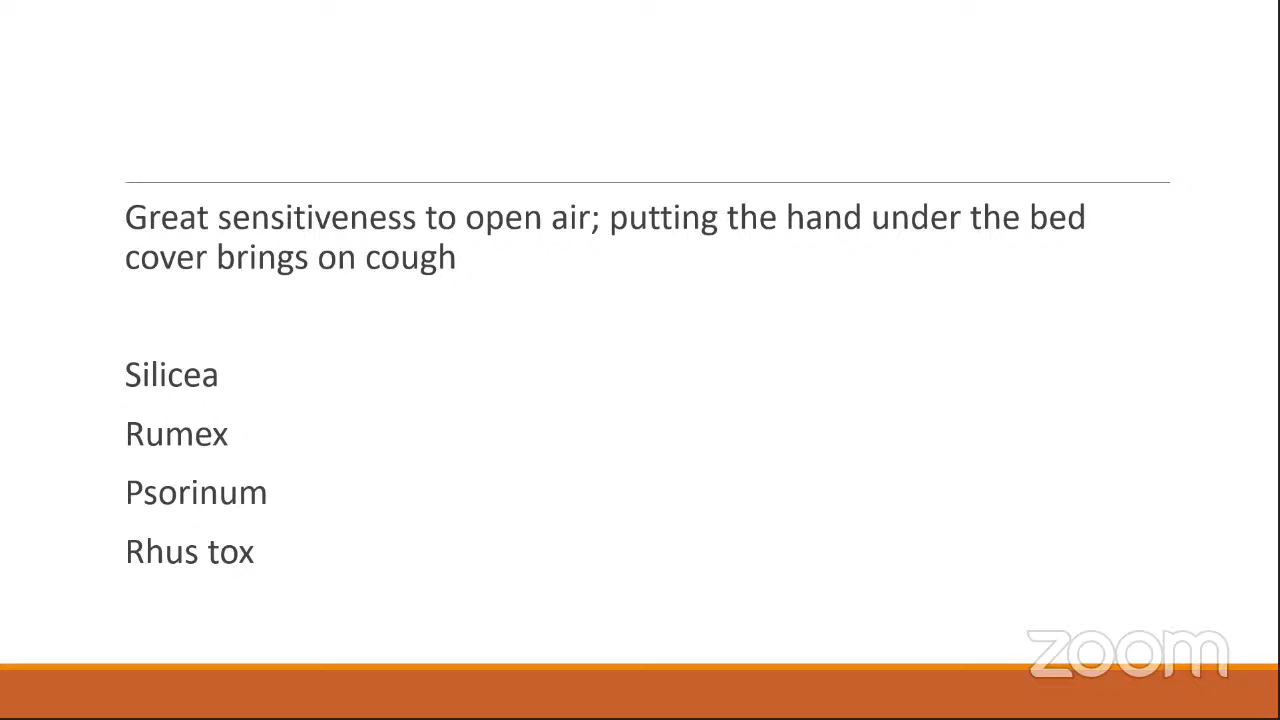 Great sensitiveness to open air; putting the hand under the bed
cover brings on cough
Silicea
Rumex
Psorinum
Rhus tox
zoom